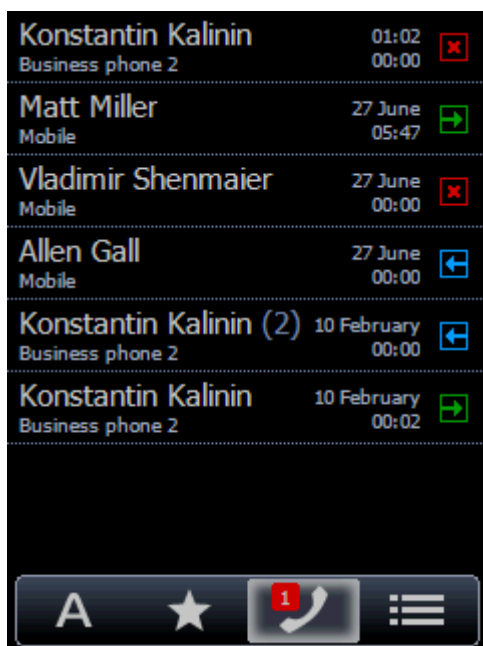 Konstantin Kalinin 01:02
Business phone 2 00:00
Matt Miller 27 June
Mobile 05:47
Vladimir Shenmaier 27 June
Mobile 00:00
Allen Gall 27 June
Mobile 00:00
Konstantin Kalinin (2) 10 February
Business phone 2 00:00
Konstantin Kalinin 10 February
Business phone 2 00:02
A 1